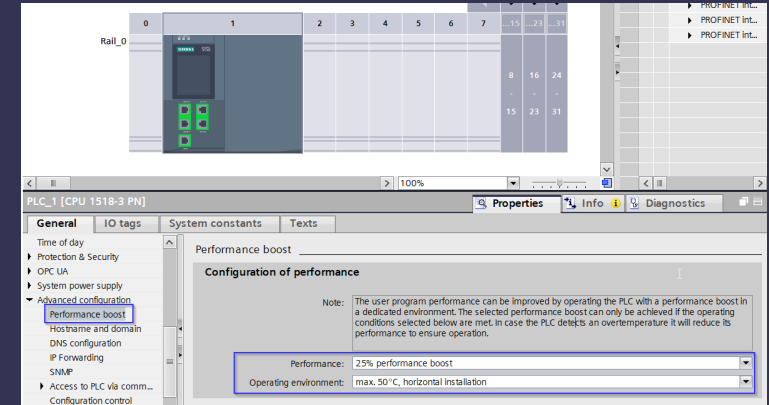 PROFINET int...
0 1 2 3 4 5 6 7 ...15 ...23 ...31
PROFINET int...
Rail_0
PROFINET int...
SIEMENS
8 16 24
- - -
15 23 31
100%
PLC_1 [CPU 1518-3 PN]
Properties
Info
Diagnostics
General
IO tags
System constants
Texts
Time of day
Protection & Security
OPC UA
System power supply
Advanced configuration
Performance boost
Hostname and domain
DNS configuration
IP Forwarding
SNMP
Access to PLC via comm...
Configuration control
Performance boost
Configuration of performance
Note:
The user program performance can be improved by operating the PLC with a performance boost in
a dedicated environment. The selected performance boost can only be achieved if the operating
conditions selected below are met. In case the PLC detects an overtemperature it will reduce its
performance to ensure operation.
Performance: 25% performance boost
Operating environment: max. 50°C, horizontal installation